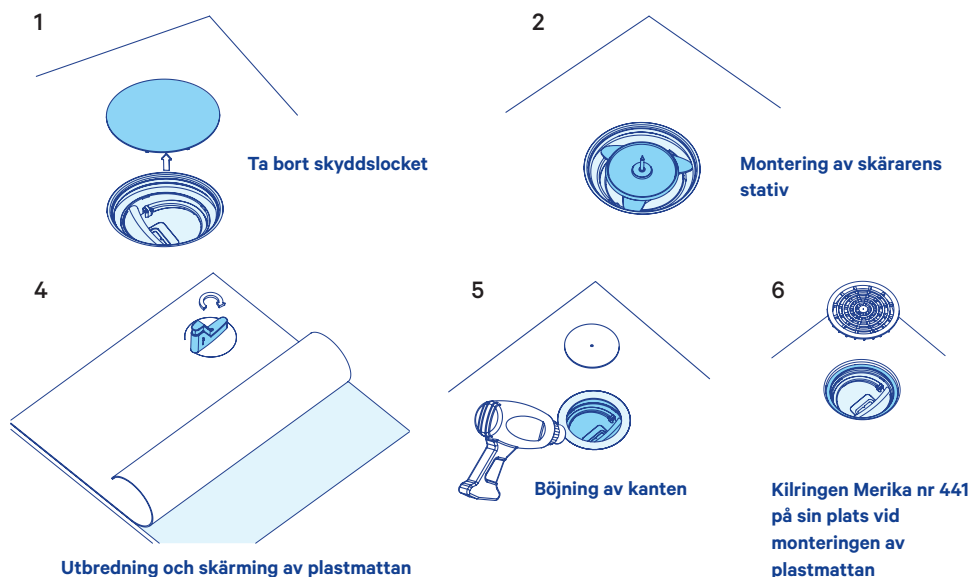 1
Ta bort skyddslocket
2
Montering av skärarens
stativ
4
Utbredning och skärming av plastmattan
5
Böjning av kanten
6
Kilringen Merika nr 441
på sin plats vid
monteringen av
plastmattan